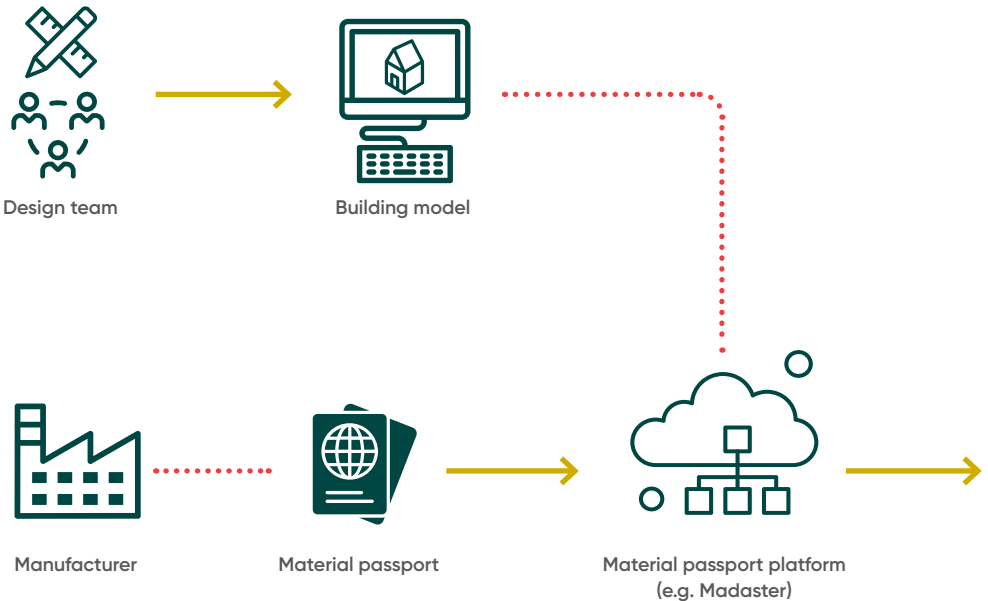 Design team
Building model
Manufacturer
Material passport
Material passport platform
(e.g. Madaster)